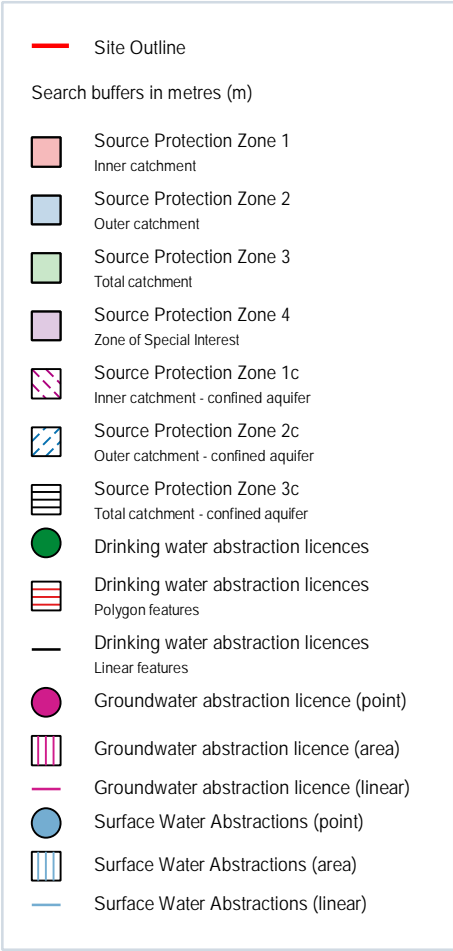 Site Outline
Search buffers in metres (m)
Source Protection Zone 1
Inner catchment
Source Protection Zone 2
Outer catchment
Source Protection Zone 3
Total catchment
Source Protection Zone 4
Zone of Special Interest
Source Protection Zone 1c
Inner catchment - confined aquifer
Source Protection Zone 2c
Outer catchment - confined aquifer
Source Protection Zone 3c
Total catchment - confined aquifer
Drinking water abstraction licences
Drinking water abstraction licences
Polygon features
Drinking water abstraction licences
Linear features
Groundwater abstraction licence (point)
Groundwater abstraction licence (area)
Groundwater abstraction licence (linear)
Surface Water Abstractions (point)
Surface Water Abstractions (area)
Surface Water Abstractions (linear)